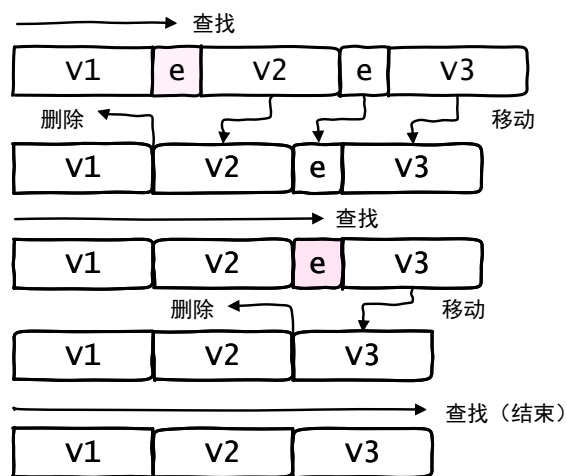 查找
v1 e v2 e v3
删除 移动
v1 v2 e v3
查找
v1 v2 e v3
删除 移动
v1 v2 v3
查找（结束）
v1 v2 v3